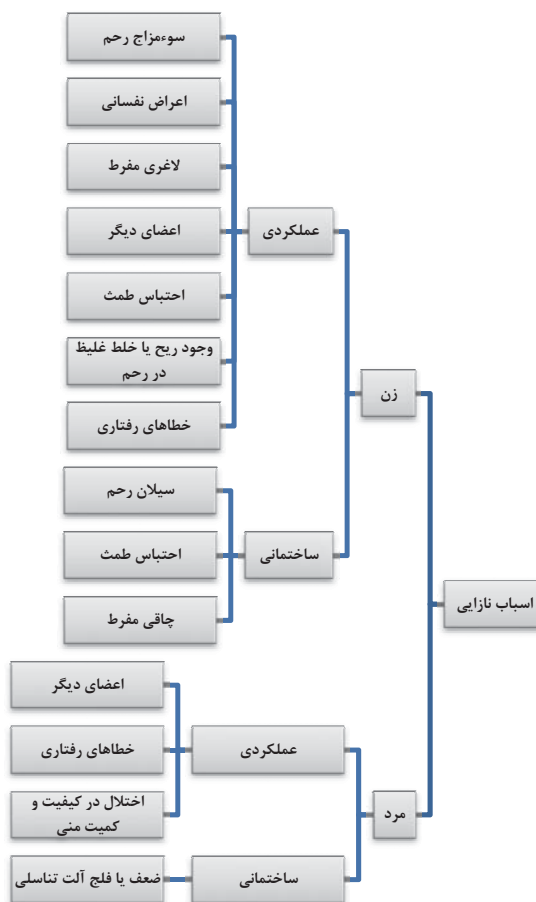 اسباب نازایی
زن
عملکردی
سوءمزاج رحم
اعراض نفسانی
لاغری مفرط
اعضای دیگر
احتباس طمث
وجود ریح یا خلط غلیظ
در رحم
خطاهای رفتاری
ساختمانی
سیلان رحم
احتباس طمث
چاقی مفرط
مرد
عملکردی
اعضای دیگر
خطاهای رفتاری
اختلال در کیفیت و
کمیت منی
ساختمانی
ضعف یا فلج آلت تناسلی